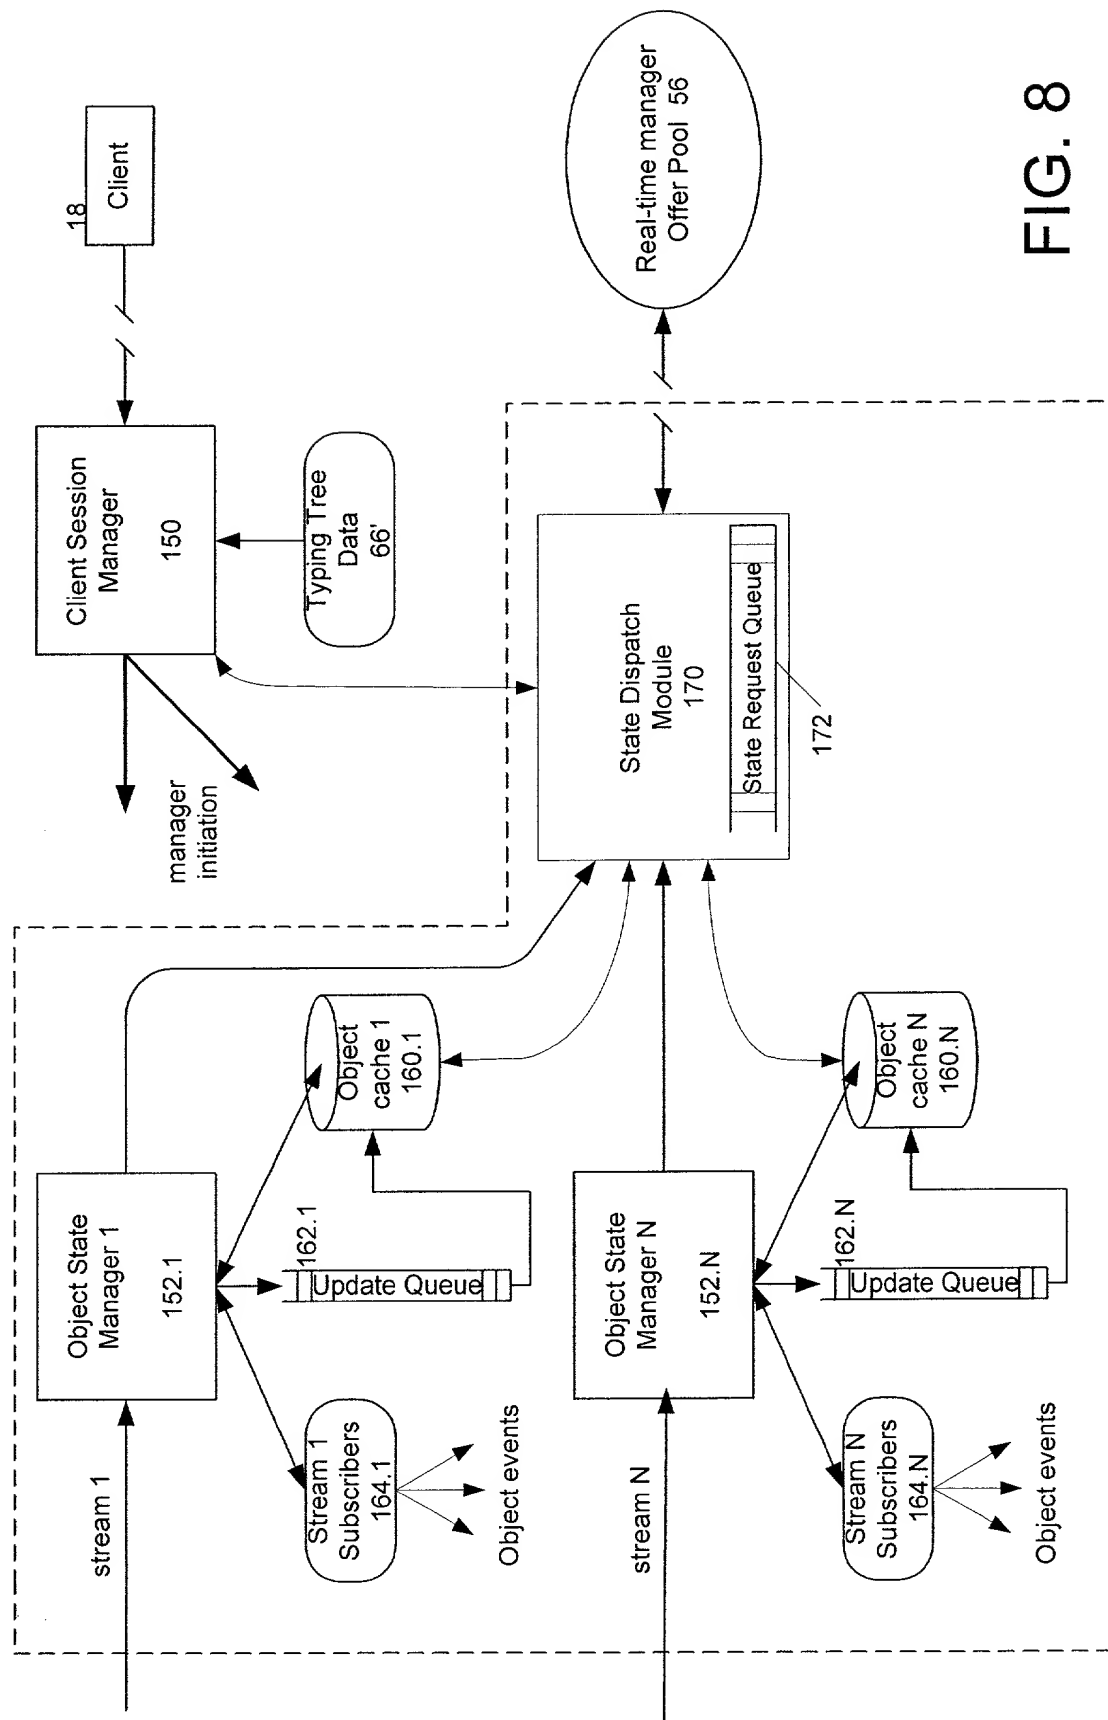 18
Client
Client Session
Manager
150
Typing Tree
Data
66'
manager
initiation
Real-time manager
Offer Pool 56
State Dispatch
Module
170
State Request Queue
172
stream 1
Object State
Manager 1
152.1
Object
cache 1
160.1
162.1
Update Queue
Stream 1
Subscribers
164.1
Object events
stream N
Object State
Manager N
152.N
Object
cache N
160.N
162.N
Update Queue
Stream N
Subscribers
164.N
Object events
FIG. 8